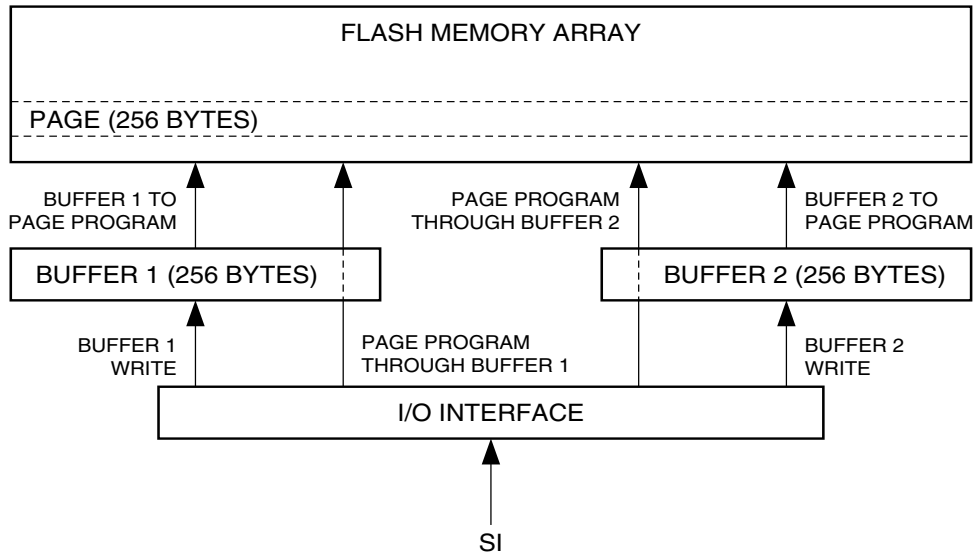 FLASH MEMORY ARRAY
PAGE (256 BYTES)
BUFFER 1 TO
PAGE PROGRAM
PAGE PROGRAM
THROUGH BUFFER 2
BUFFER 2 TO
PAGE PROGRAM
BUFFER 1 (256 BYTES)
BUFFER 2 (256 BYTES)
BUFFER 1
WRITE
PAGE PROGRAM
THROUGH BUFFER 1
BUFFER 2
WRITE
I/O INTERFACE
SI